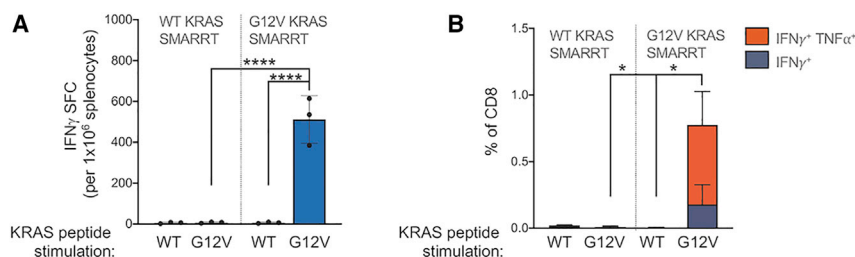 A
WT KRAS
SMARRT
G12V KRAS
SMARRT
****
****
IFNγ SFC
(per 1x10⁶ splenocytes)
1000
800
600
400
200
0
KRAS peptide
stimulation:
WT G12V WT G12V
B
WT KRAS
SMARRT
G12V KRAS
SMARRT
* *
% of CD8
1.5
1.0
0.5
0.0
KRAS peptide
stimulation:
WT G12V WT G12V
IFNγ⁺ TNFα⁺
IFNγ⁺